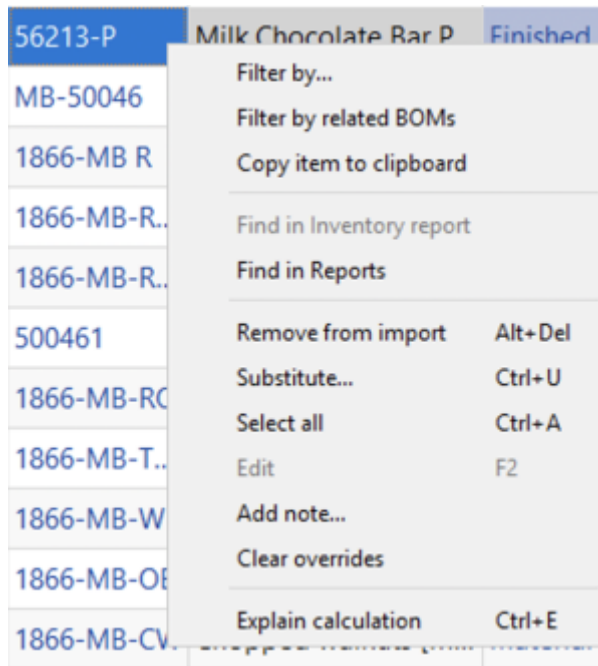 56213-P Milk Chocolate Bar P Finished
Filter by...
MB-50046
Filter by related BOMs
1866-MB R
Copy item to clipboard
1866-MB-R..
Find in Inventory report
1866-MB-R..
Find in Reports
500461
Remove from import Alt+Del
Substitute... Ctrl+U
1866-MB-RO
Select all Ctrl+A
1866-MB-T..
Edit F2
1866-MB-W
Add note...
Clear overrides
1866-MB-OE
Explain calculation Ctrl+E
1866-MB-CW